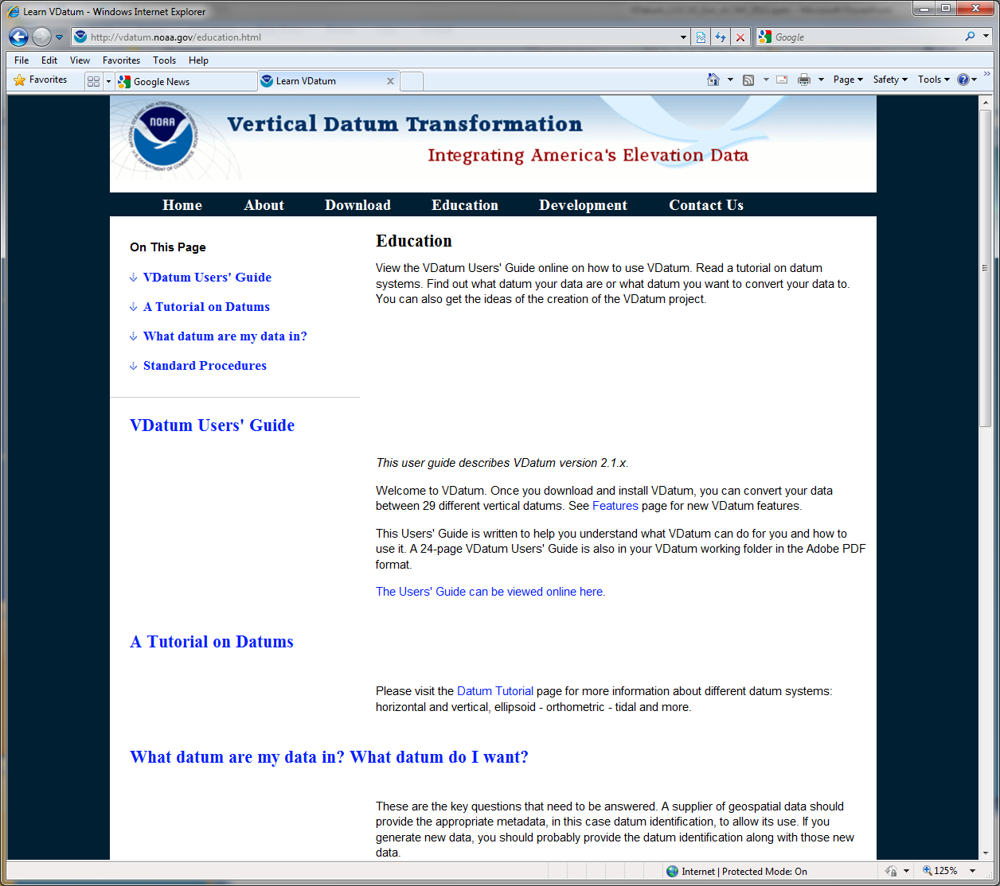 Learn VDatum - Windows Internet Explorer
http://vdatum.noaa.gov/education.html
Google
File Edit View Favorites Tools Help
Favorites
Google News
Learn VDatum
Page Safety Tools
NOAA
Vertical Datum Transformation
Integrating America's Elevation Data
Home About Download Education Development Contact Us
On This Page
VDatum Users' Guide
A Tutorial on Datums
What datum are my data in?
Standard Procedures
Education
View the VDatum Users' Guide online on how to use VDatum. Read a tutorial on datum
systems. Find out what datum your data are or what datum you want to convert your data to.
You can also get the ideas of the creation of the VDatum project.
VDatum Users' Guide
This user guide describes VDatum version 2.1.x.
Welcome to VDatum. Once you download and install VDatum, you can convert your data
between 29 different vertical datums. See Features page for new VDatum features.
This Users' Guide is written to help you understand what VDatum can do for you and how to
use it. A 24-page VDatum Users' Guide is also in your VDatum working folder in the Adobe PDF
format.
The Users' Guide can be viewed online here.
A Tutorial on Datums
Please visit the Datum Tutorial page for more information about different datum systems:
horizontal and vertical, ellipsoid - orthometric - tidal and more.
What datum are my data in? What datum do I want?
These are the key questions that need to be answered. A supplier of geospatial data should
provide the appropriate metadata, in this case datum identification, to allow its use. If you
generate new data, you should probably provide the datum identification along with those new
data.
Internet | Protected Mode: On
125%